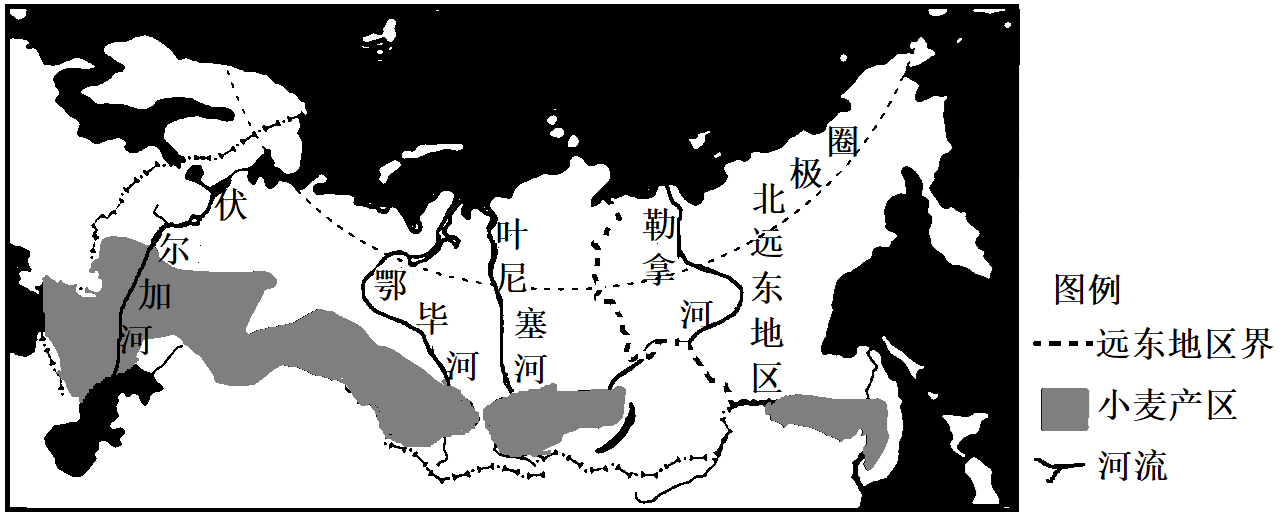 伏尔加河
鄂毕河
叶尼塞河
勒拿河
北极圈
远东地区
图例
远东地区界
小麦产区
河流